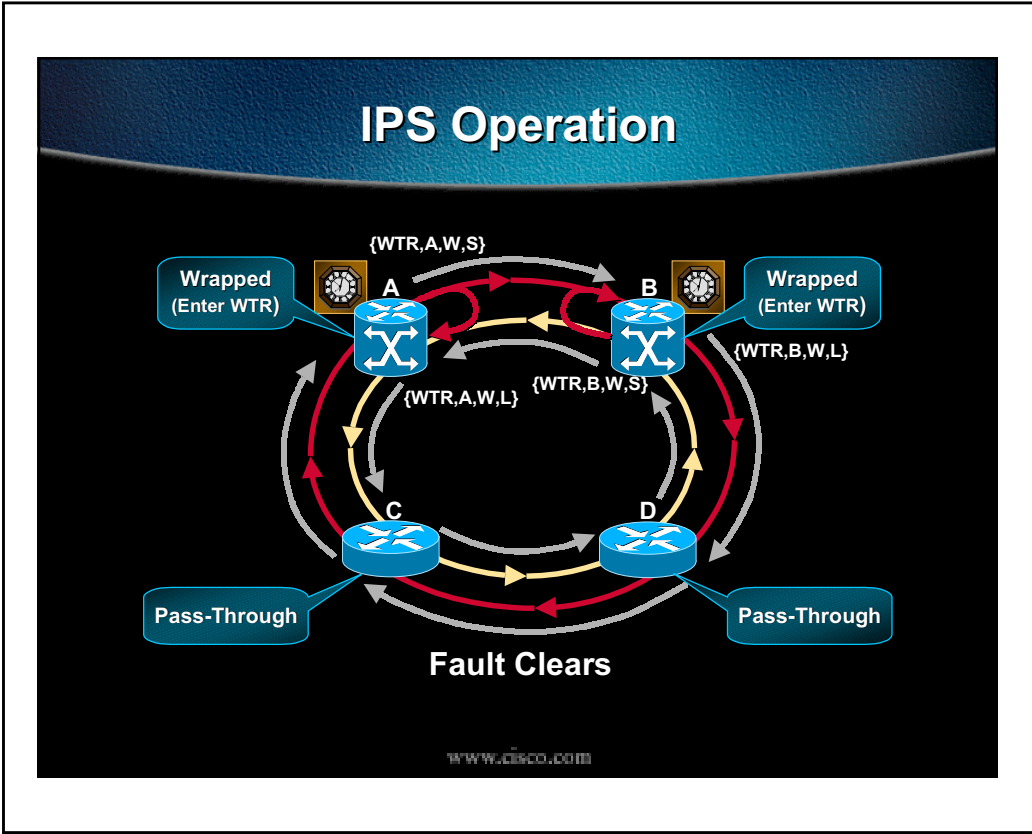 IPS Operation
{WTR,A,W,S}
Wrapped
(Enter WTR)
A
B
Wrapped
(Enter WTR)
{WTR,B,W,L}
{WTR,A,W,L}
{WTR,B,W,S}
C
D
Pass-Through
Pass-Through
Fault Clears
www.cisco.com